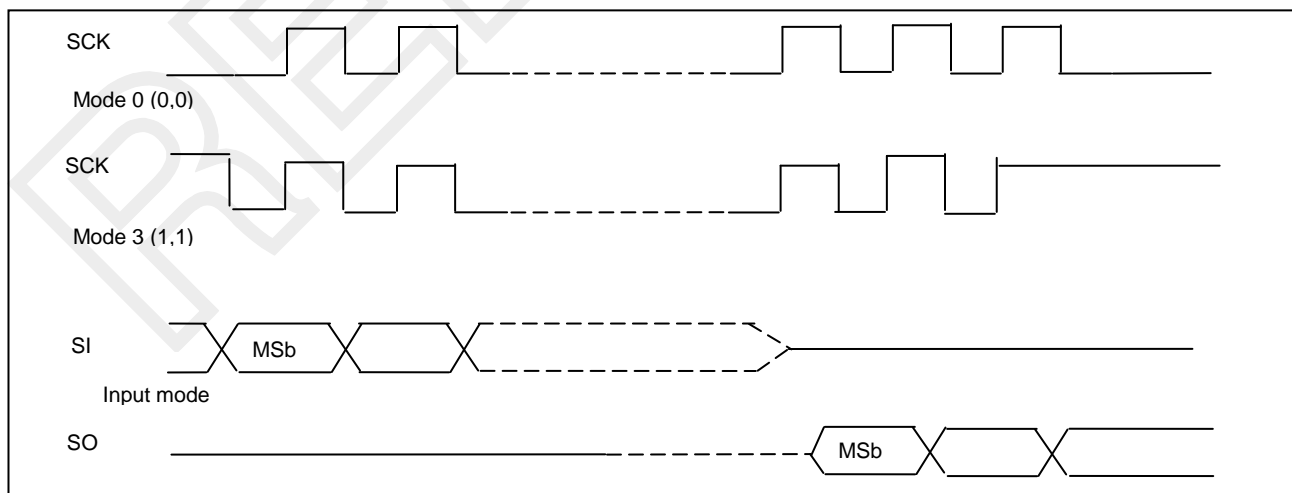 SCK
Mode 0 (0,0)
SCK
Mode 3 (1,1)
SI
MSb
Input mode
SO
MSb